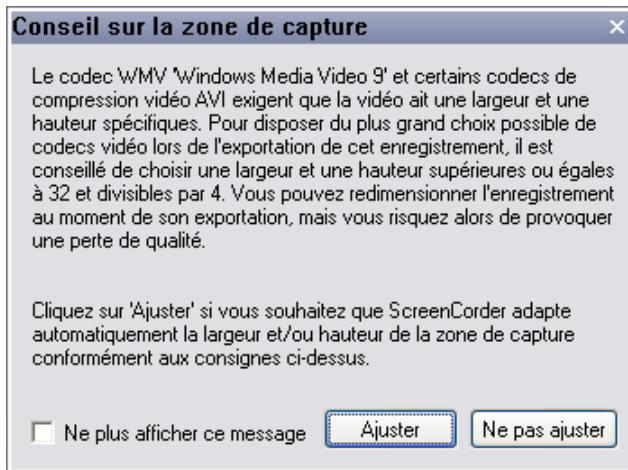 Conseil sur la zone de capture
Le codec WMV 'Windows Media Video 9' et certains codecs de
compression vidéo AVI exigent que la vidéo ait une largeur et une
hauteur spécifiques. Pour disposer du plus grand choix possible de
codecs vidéo lors de l'exportation de cet enregistrement, il est
conseillé de choisir une largeur et une hauteur supérieures ou égales
à 32 et divisibles par 4. Vous pouvez redimensionner l'enregistrement
au moment de son exportation, mais vous risquez alors de provoquer
une perte de qualité.
Cliquez sur 'Ajuster' si vous souhaitez que ScreenCorder adapte
automatiquement la largeur et/ou hauteur de la zone de capture
conformément aux consignes ci-dessus.
Ne plus afficher ce message
Ajuster
Ne pas ajuster